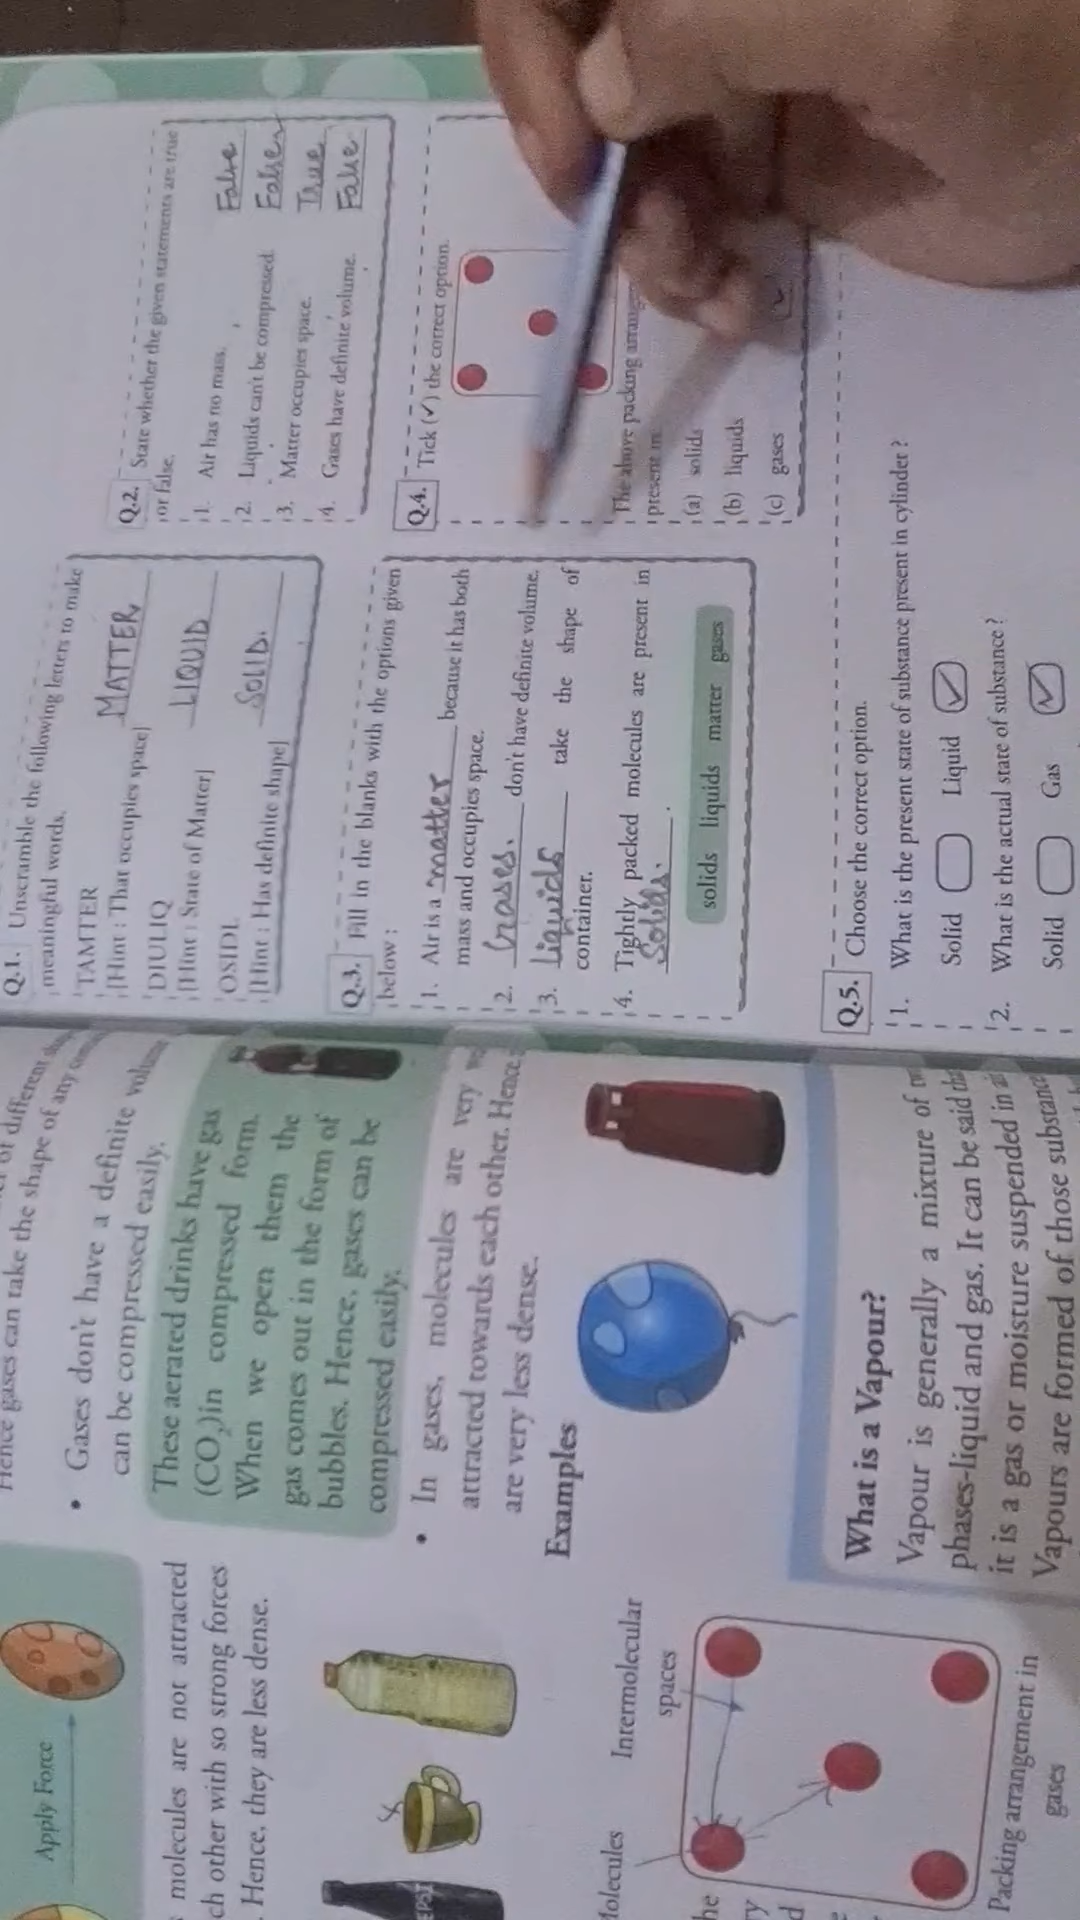 Q.1. Unscramble the following letters to make
meaningful words.
TAMTER MATTER
[Hint : That occupies space]
DIULIQ LIQUID
[Hint : State of Matter]
OSIDL SOLID.
[Hint : Has definite shape]
Q.2. State whether the given statements are true
or false.
1. Air has no mass. False
2. Liquids can't be compressed. False
3. Matter occupies space. True
4. Gases have definite volume. False
Q.3. Fill in the blanks with the options given
below :
1. Air is a matter because it has both
mass and occupies space.
2. Gases. don't have definite volume.
3. liquids take the shape of
container.
4. Tightly packed molecules are present in
Solids.
solids liquids matter gases
Q.4. Tick (✓) the correct option.
The above packing
present in
(a) solids
(b) liquids
(c) gases
Q.5. Choose the correct option.
1. What is the present state of substance present in cylinder ?
Solid Liquid ✓
2. What is the actual state of substance ?
Solid Gas ✓
of different
Hence gases can take the shape of any
• Gases don't have a definite volume
can be compressed easily.
These aerated drinks have gas
(CO₂)in compressed form.
When we open them the
gas comes out in the form of
bubbles. Hence, gases can be
compressed easily.
• In gases, molecules are very
attracted towards each other. Hence
are very less dense.
Examples
What is a Vapour?
Vapour is generally a mixture of
phases-liquid and gas. It can be said
it is a gas or moisture suspended in
Vapours are formed of those
Apply Force
molecules are not attracted
other with so strong forces
. Hence, they are less dense.
Intermolecular
spaces
Packing arrangement in
gases